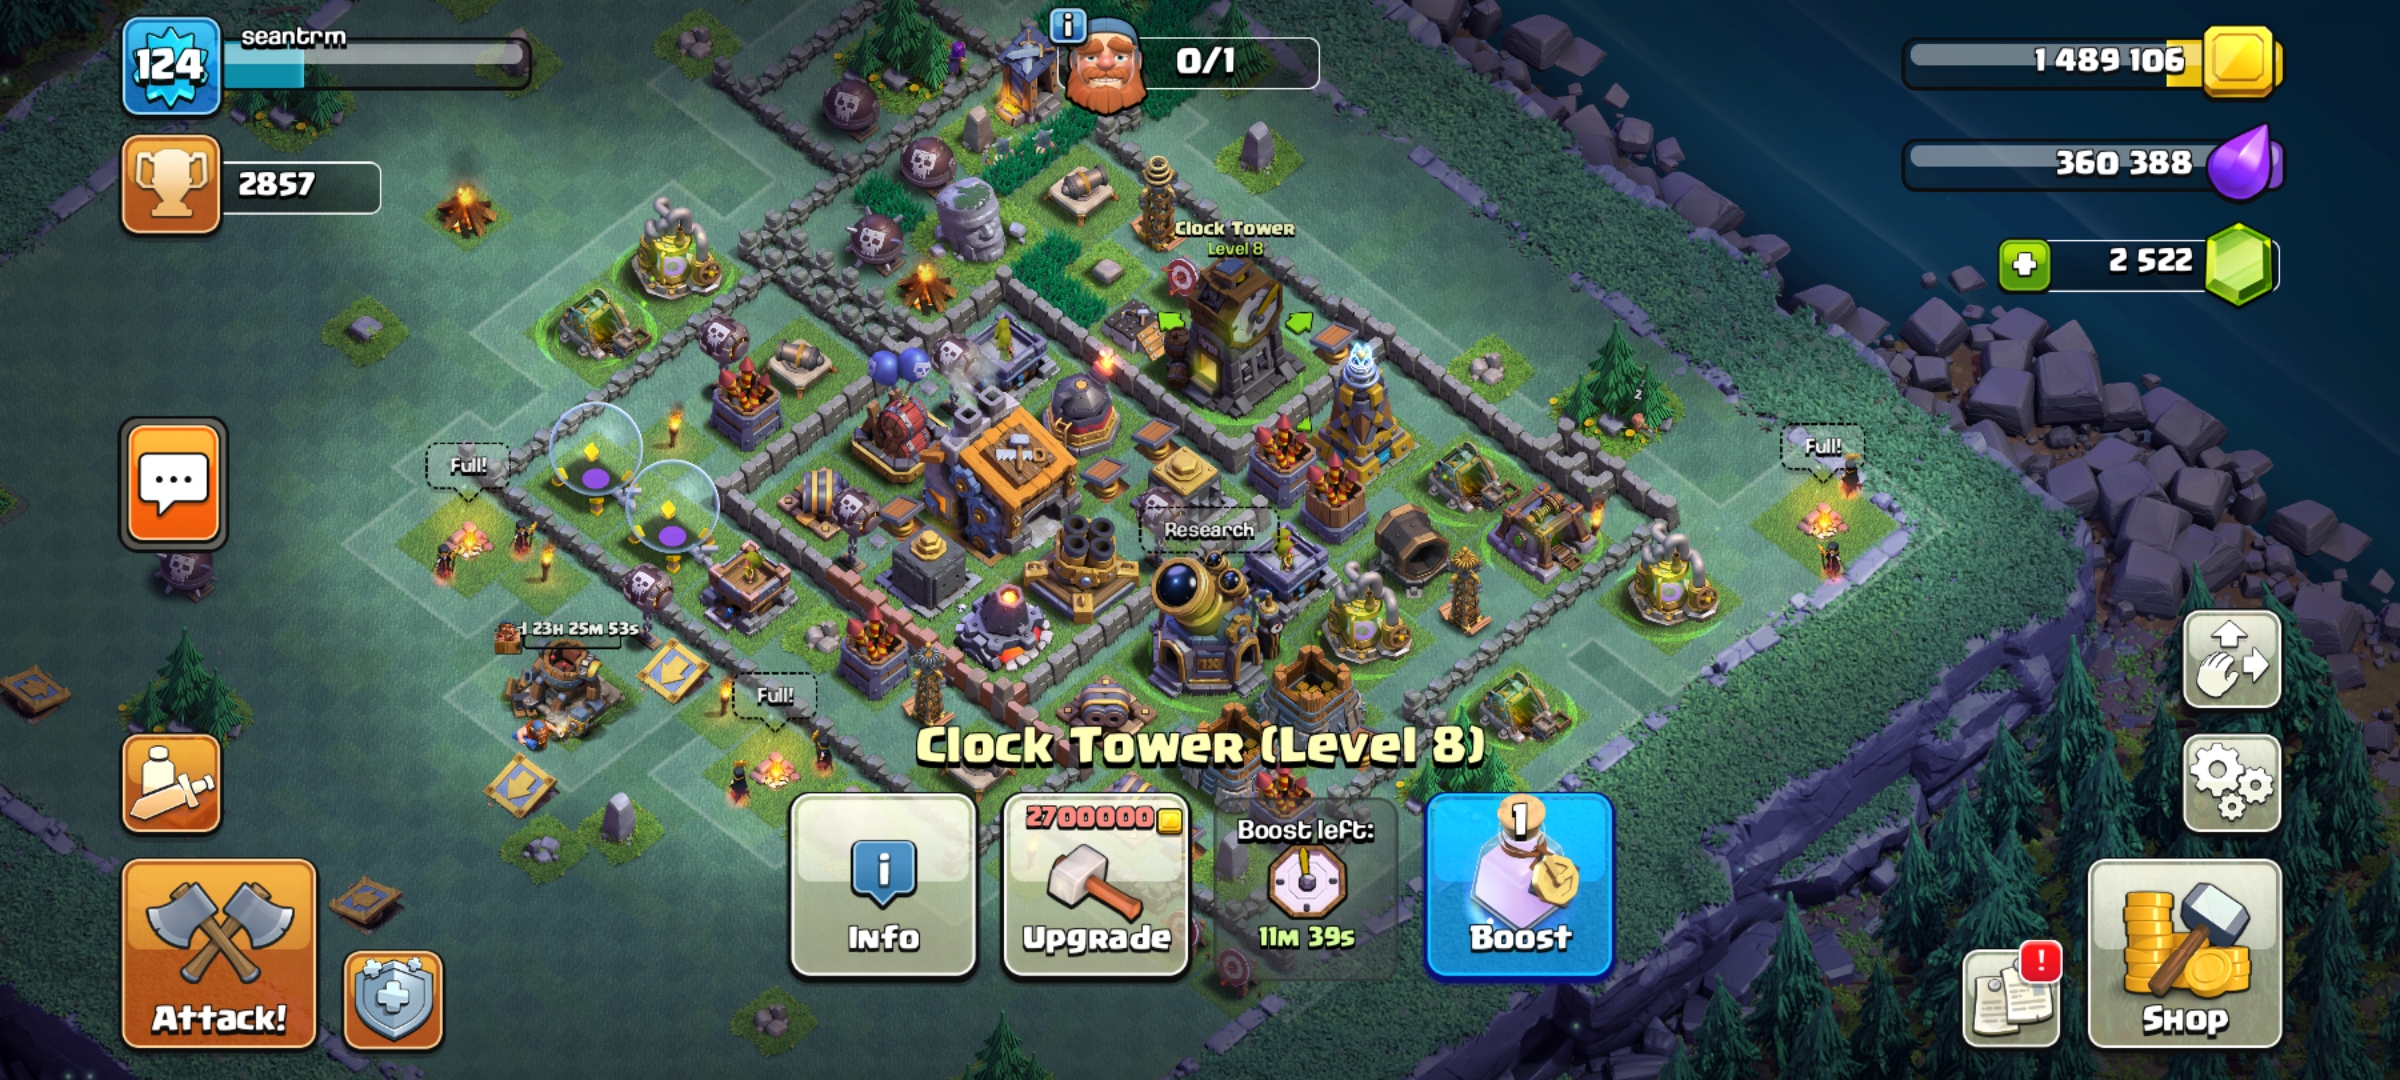 seantrm
124
0/1
1 489 106
2857
360 388
Clock Tower
Level 8
2 522
Full!
Full!
Research
23H 25M 53s
Full!
Clock Tower (Level 8)
2700000
1
Boost left:
Info
Upgrade
11M 39s
Boost
!
Attack!
Shop